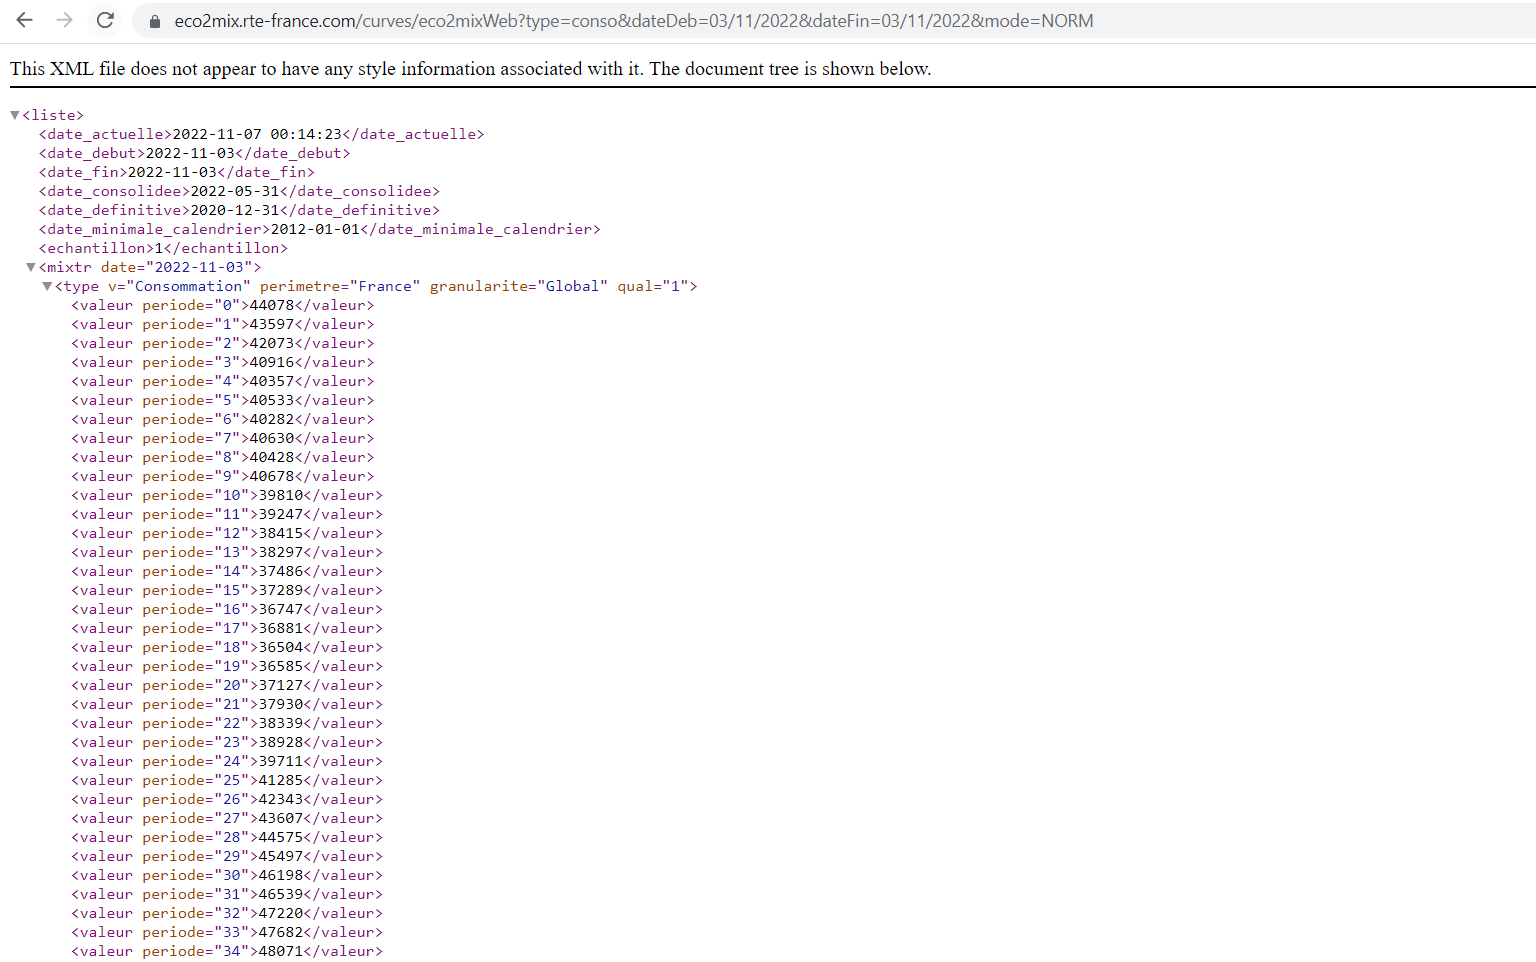 eco2mix.rte-france.com/curves/eco2mixWeb?type=conso&dateDeb=03/11/2022&dateFin=03/11/2022&mode=NORM
This XML file does not appear to have any style information associated with it. The document tree is shown below.
<liste>
<date_actuelle>2022-11-07 00:14:23</date_actuelle>
<date_debut>2022-11-03</date_debut>
<date_fin>2022-11-03</date_fin>
<date_consolidee>2022-05-31</date_consolidee>
<date_definitive>2020-12-31</date_definitive>
<date_minimale_calendrier>2012-01-01</date_minimale_calendrier>
<echantillon>1</echantillon>
<mixtr date="2022-11-03">
<type v="Consommation" perimetre="France" granularite="Global" qual="1">
<valeur periode="0">44078</valeur>
<valeur periode="1">43597</valeur>
<valeur periode="2">42073</valeur>
<valeur periode="3">40916</valeur>
<valeur periode="4">40357</valeur>
<valeur periode="5">40533</valeur>
<valeur periode="6">40282</valeur>
<valeur periode="7">40630</valeur>
<valeur periode="8">40428</valeur>
<valeur periode="9">40678</valeur>
<valeur periode="10">39810</valeur>
<valeur periode="11">39247</valeur>
<valeur periode="12">38415</valeur>
<valeur periode="13">38297</valeur>
<valeur periode="14">37486</valeur>
<valeur periode="15">37289</valeur>
<valeur periode="16">36747</valeur>
<valeur periode="17">36881</valeur>
<valeur periode="18">36504</valeur>
<valeur periode="19">36585</valeur>
<valeur periode="20">37127</valeur>
<valeur periode="21">37930</valeur>
<valeur periode="22">38339</valeur>
<valeur periode="23">38928</valeur>
<valeur periode="24">39711</valeur>
<valeur periode="25">41285</valeur>
<valeur periode="26">42343</valeur>
<valeur periode="27">43607</valeur>
<valeur periode="28">44575</valeur>
<valeur periode="29">45497</valeur>
<valeur periode="30">46198</valeur>
<valeur periode="31">46539</valeur>
<valeur periode="32">47220</valeur>
<valeur periode="33">47682</valeur>
<valeur periode="34">48071</valeur>